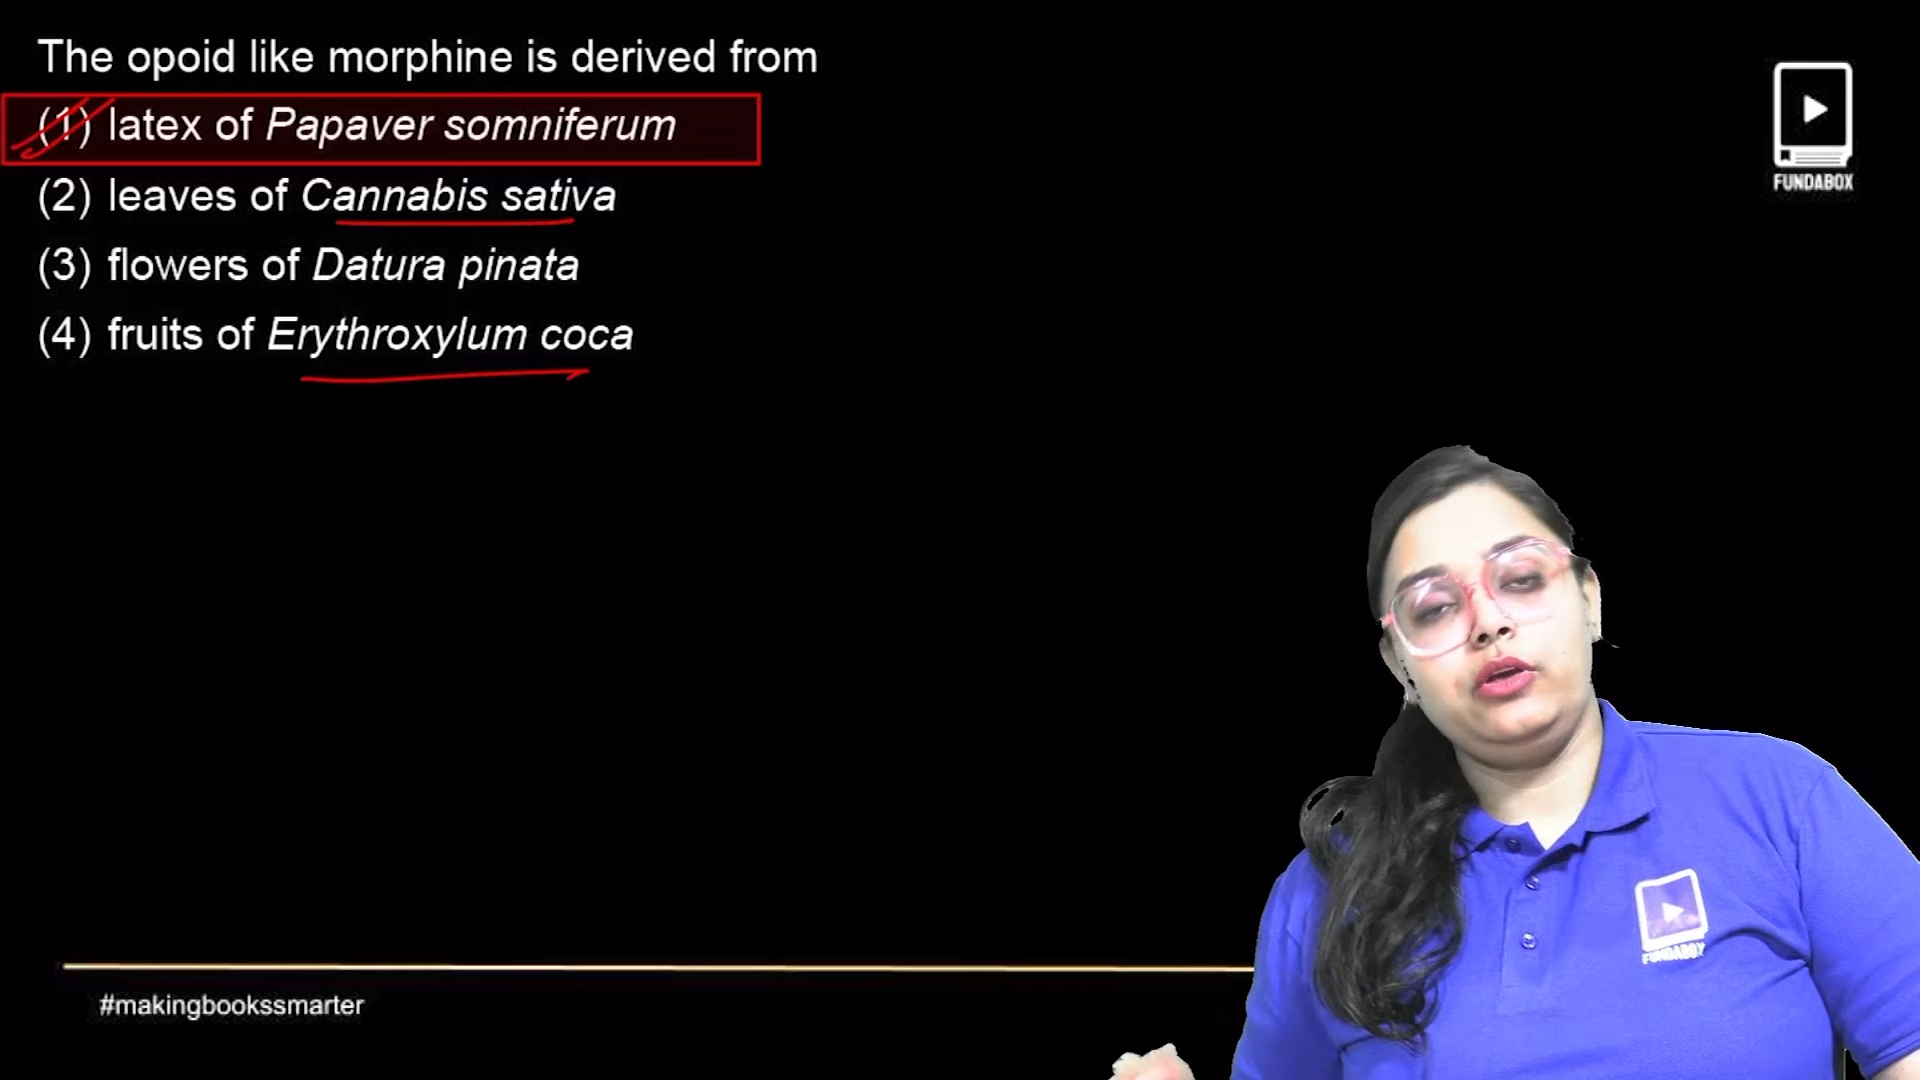 The opoid like morphine is derived from
(1) latex of Papaver somniferum
(2) leaves of Cannabis sativa
(3) flowers of Datura pinata
(4) fruits of Erythroxylum coca
FUNDABOX
FUNDABOX
#makingbookssmarter